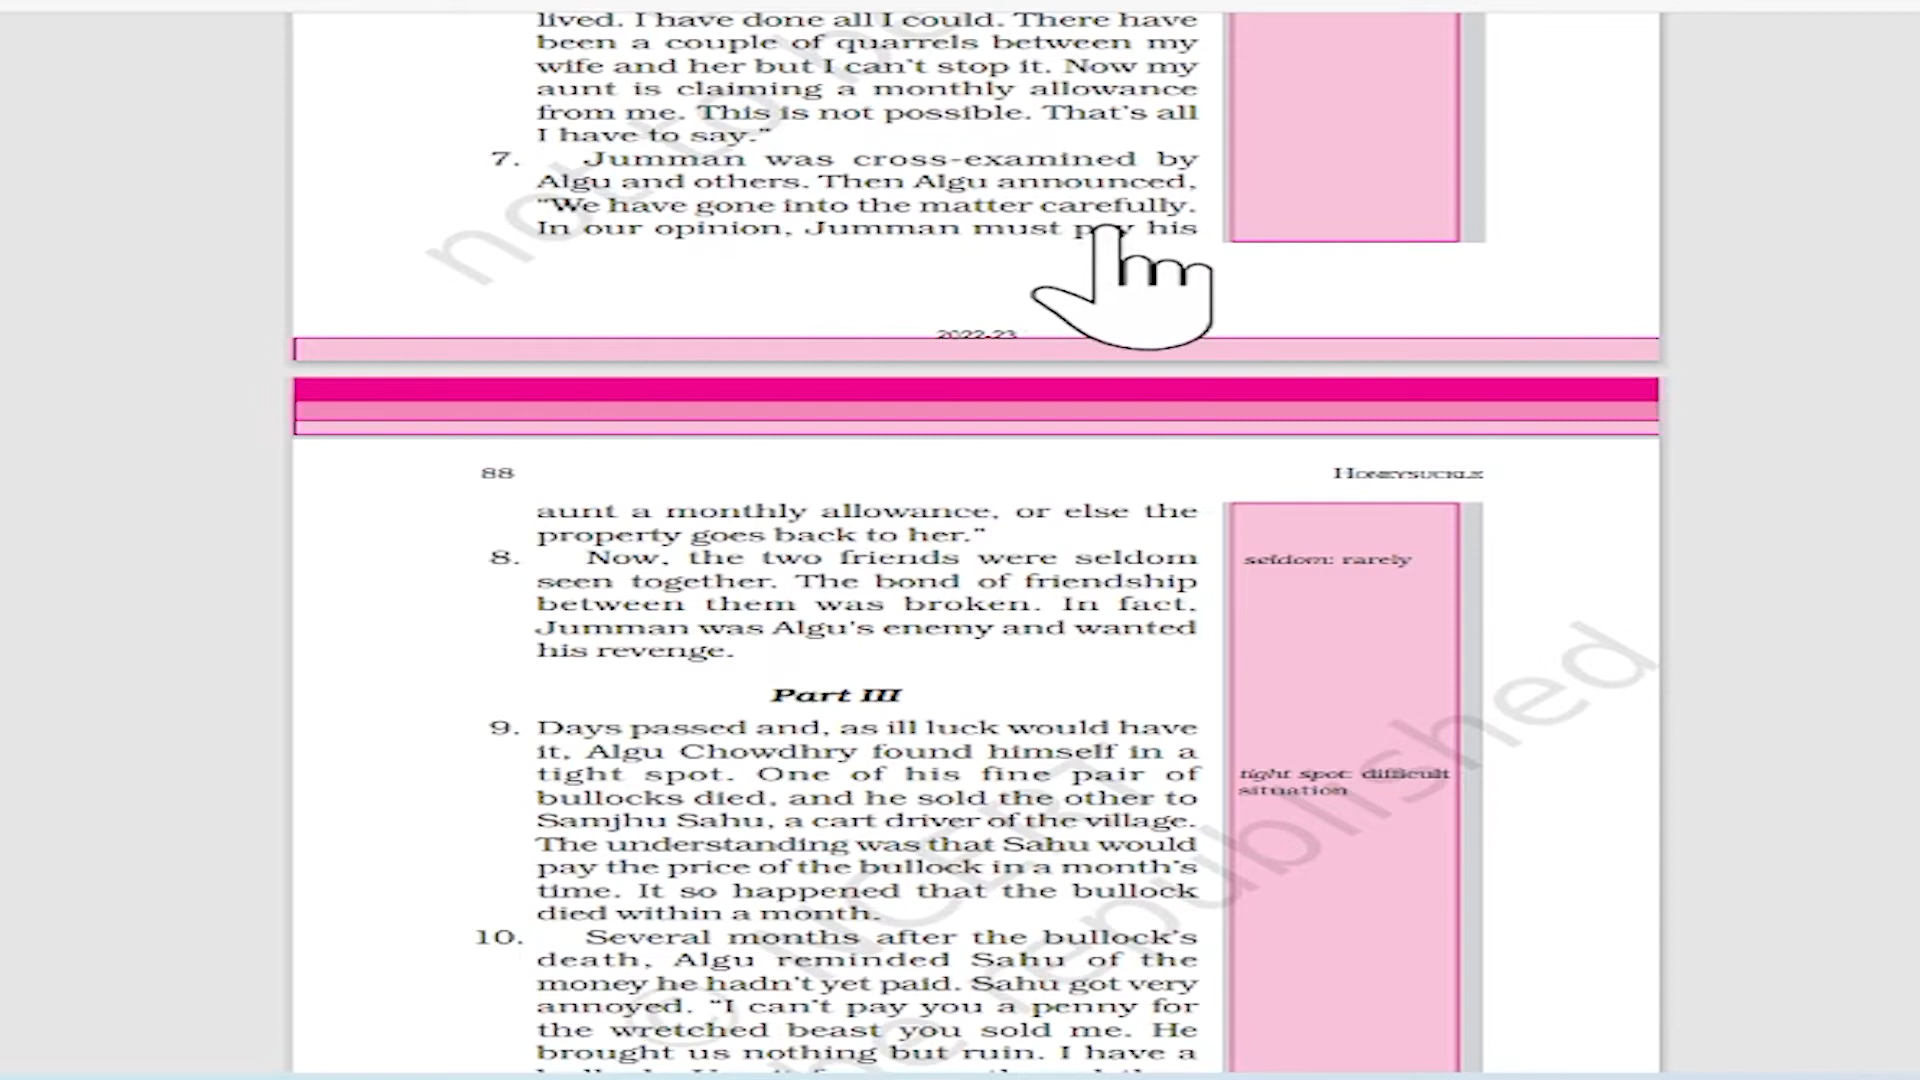 lived. I have done all I could. There have
been a couple of quarrels between my
wife and her but I can't stop it. Now my
aunt is claiming a monthly allowance
from me. This is not possible. That's all
I have to say."
7. Jumman was cross-examined by
Algu and others. Then Algu announced,
"We have gone into the matter carefully.
In our opinion, Jumman must his
not to be
2022-23
88
HONEYSUCKLE
aunt a monthly allowance, or else the
property goes back to her."
8. Now, the two friends were seldom
seen together. The bond of friendship
between them was broken. In fact,
Jumman was Algu's enemy and wanted
his revenge.
seldom: rarely
Part III
9. Days passed and, as ill luck would have
it, Algu Chowdhry found himself in a
tight spot. One of his fine pair of
bullocks died, and he sold the other to
Samjhu Sahu, a cart driver of the village.
The understanding was that Sahu would
pay the price of the bullock in a month's
time. It so happened that the bullock
died within a month.
tight spot: difficult
situation
10. Several months after the bullock's
death, Algu reminded Sahu of the
money he hadn't yet paid. Sahu got very
annoyed. "I can't pay you a penny for
the wretched beast you sold me. He
brought us nothing but ruin. I have a
© NCERT
be republished